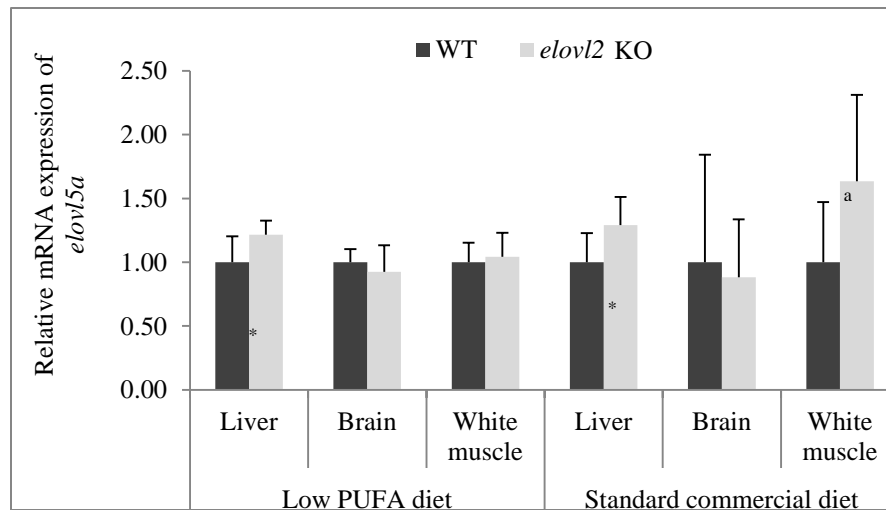 WT elovl2 KO
Relative mRNA expression of
elovl5a
2.50
2.00
1.50
1.00
0.50
0.00
a
*
*
Liver Brain White muscle Liver Brain White muscle
Low PUFA diet Standard commercial diet